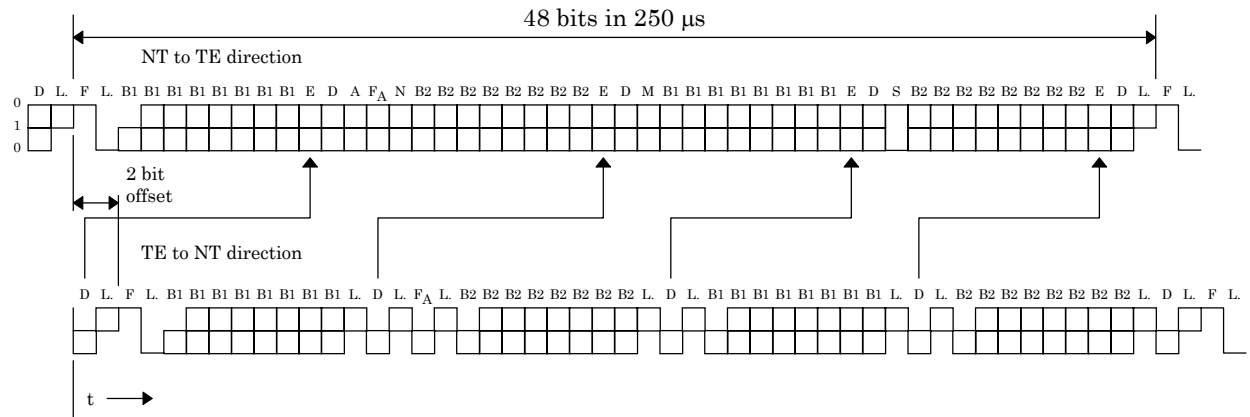 48 bits in 250 µs
NT to TE direction
D L. F L. B1 B1 B1 B1 B1 B1 B1 B1 E D A FA N B2 B2 B2 B2 B2 B2 B2 B2 E D M B1 B1 B1 B1 B1 B1 B1 B1 E D S B2 B2 B2 B2 B2 B2 B2 B2 E D L. F L.
0
1
0
2 bit
offset
TE to NT direction
D L. F L. B1 B1 B1 B1 B1 B1 B1 B1 L. D L. FA L. B2 B2 B2 B2 B2 B2 B2 B2 L. D L. B1 B1 B1 B1 B1 B1 B1 B1 L. D L. B2 B2 B2 B2 B2 B2 B2 B2 L. D L. F L.
t